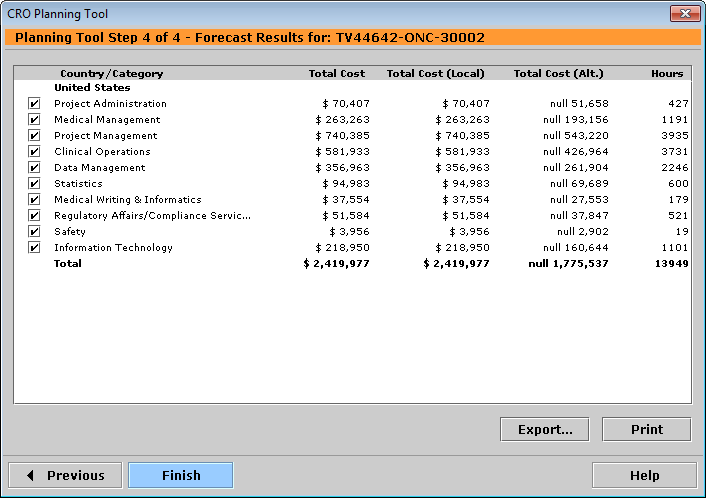 CRO Planning Tool
Planning Tool Step 4 of 4 - Forecast Results for: TV44642-ONC-30002
Country/Category Total Cost Total Cost (Local) Total Cost (Alt.) Hours
United States
Project Administration $ 70,407 $ 70,407 null 51,658 427
Medical Management $ 263,263 $ 263,263 null 193,156 1191
Project Management $ 740,385 $ 740,385 null 543,220 3935
Clinical Operations $ 581,933 $ 581,933 null 426,964 3731
Data Management $ 356,963 $ 356,963 null 261,904 2246
Statistics $ 94,983 $ 94,983 null 69,689 600
Medical Writing & Informatics $ 37,554 $ 37,554 null 27,553 179
Regulatory Affairs/Compliance Servic... $ 51,584 $ 51,584 null 37,847 521
Safety $ 3,956 $ 3,956 null 2,902 19
Information Technology $ 218,950 $ 218,950 null 160,644 1101
Total $ 2,419,977 $ 2,419,977 null 1,775,537 13949
Export... Print
Previous Finish Help